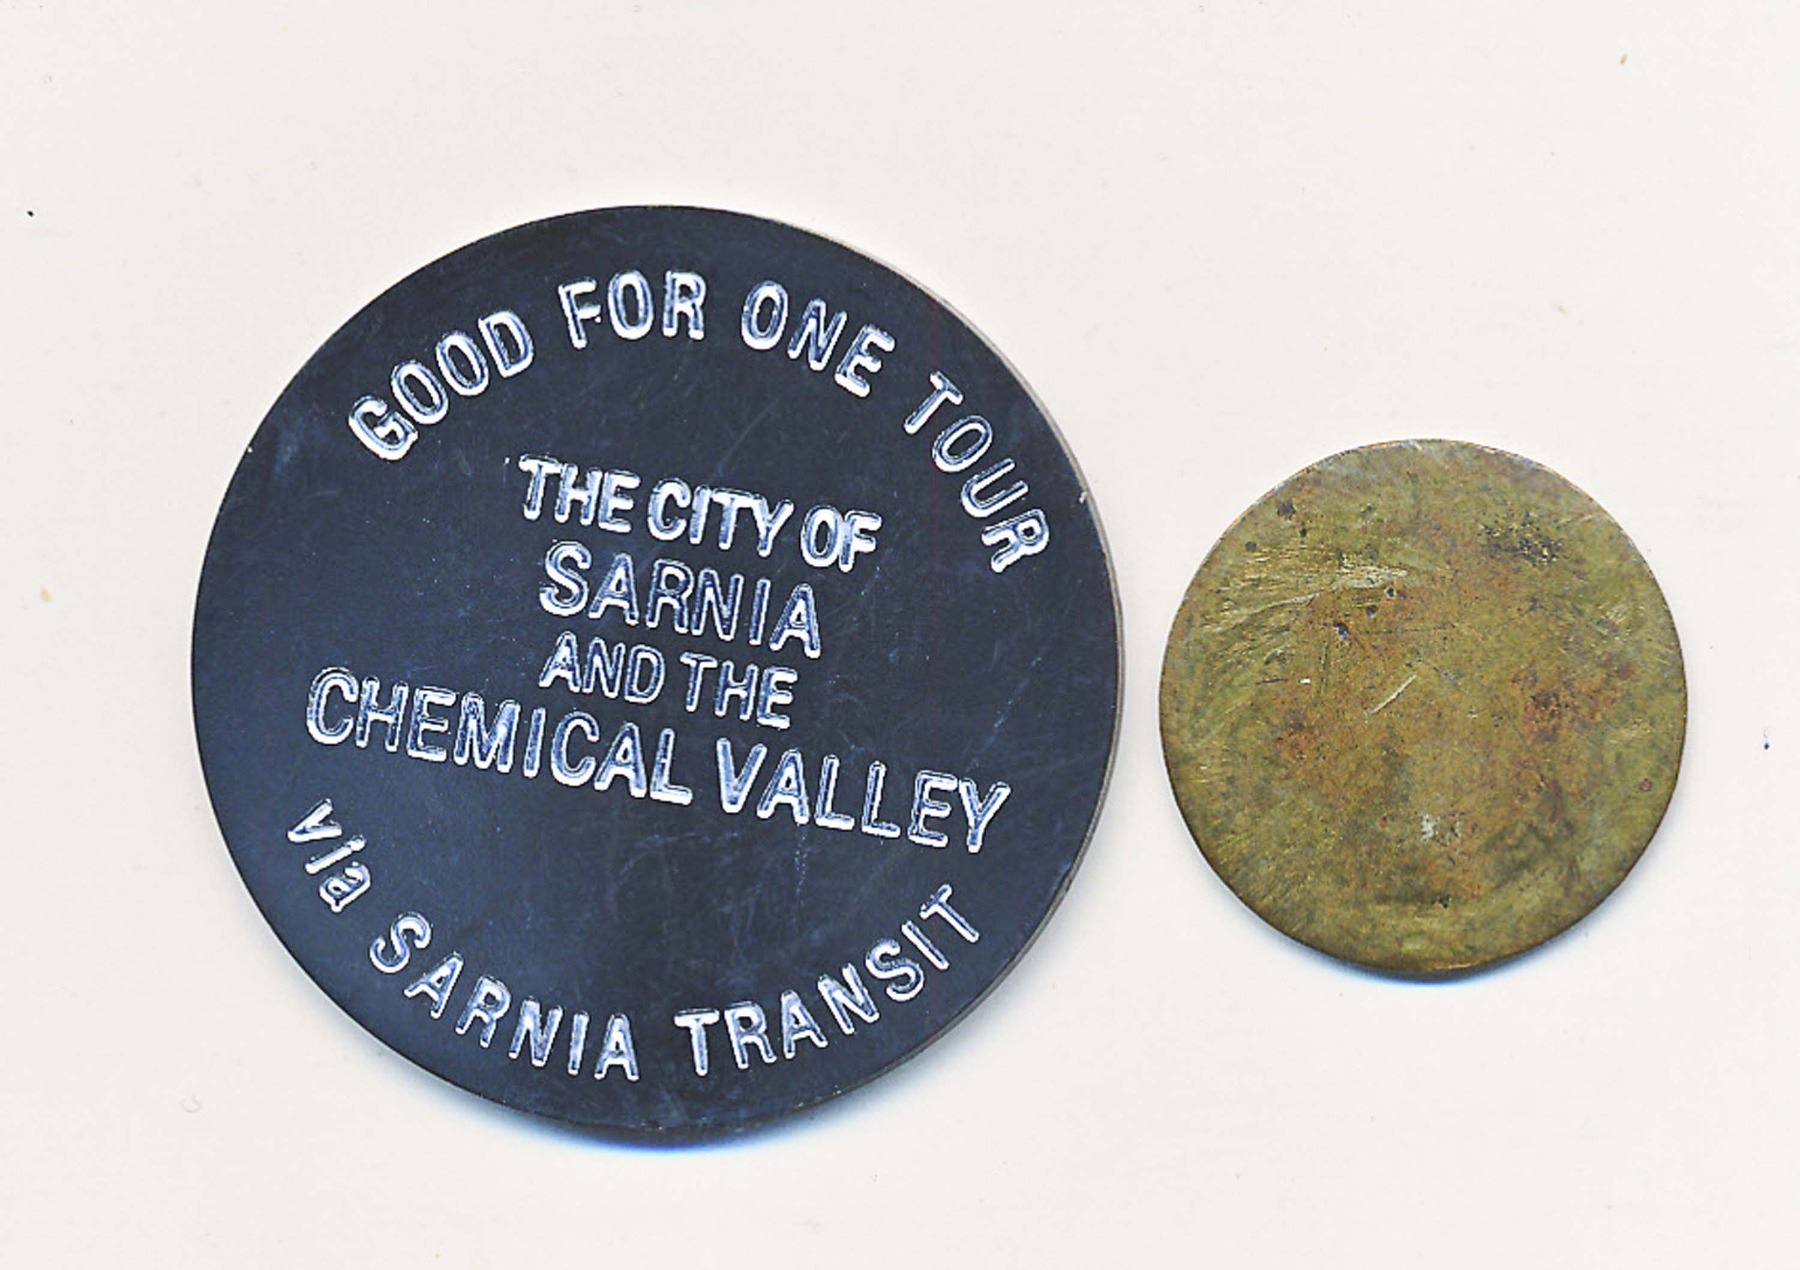 GOOD FOR ONE TOUR
THE CITY OF
SARNIA
AND THE
CHEMICAL VALLEY
via SARNIA TRANSIT